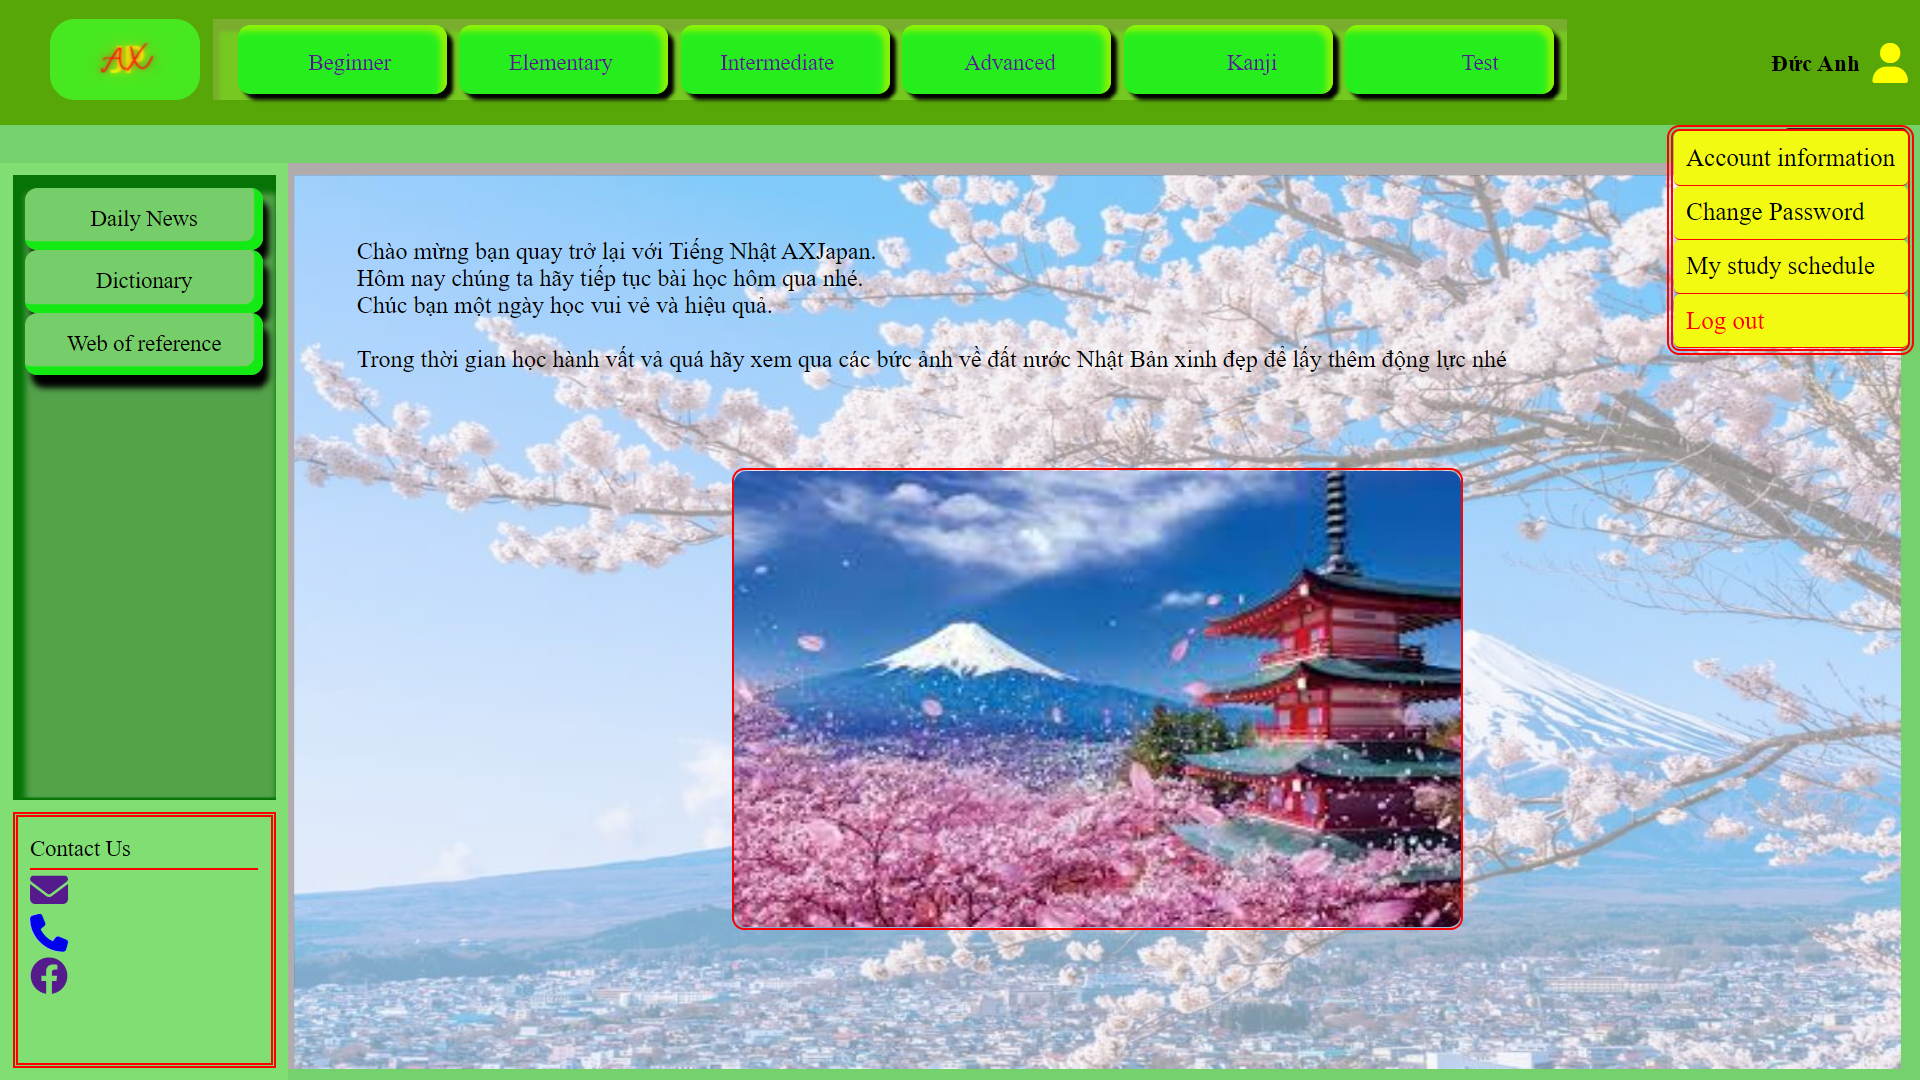 AX
Beginner
Elementary
Intermediate
Advanced
Kanji
Test
Đức Anh
Account information
Change Password
My study schedule
Log out
Daily News
Dictionary
Web of reference
Chào mừng bạn quay trở lại với Tiếng Nhật AXJapan.
Hôm nay chúng ta hãy tiếp tục bài học hôm qua nhé.
Chúc bạn một ngày học vui vẻ và hiệu quả.
Trong thời gian học hành vất vả quá hãy xem qua các bức ảnh về đất nước Nhật Bản xinh đẹp để lấy thêm động lực nhé
Contact Us